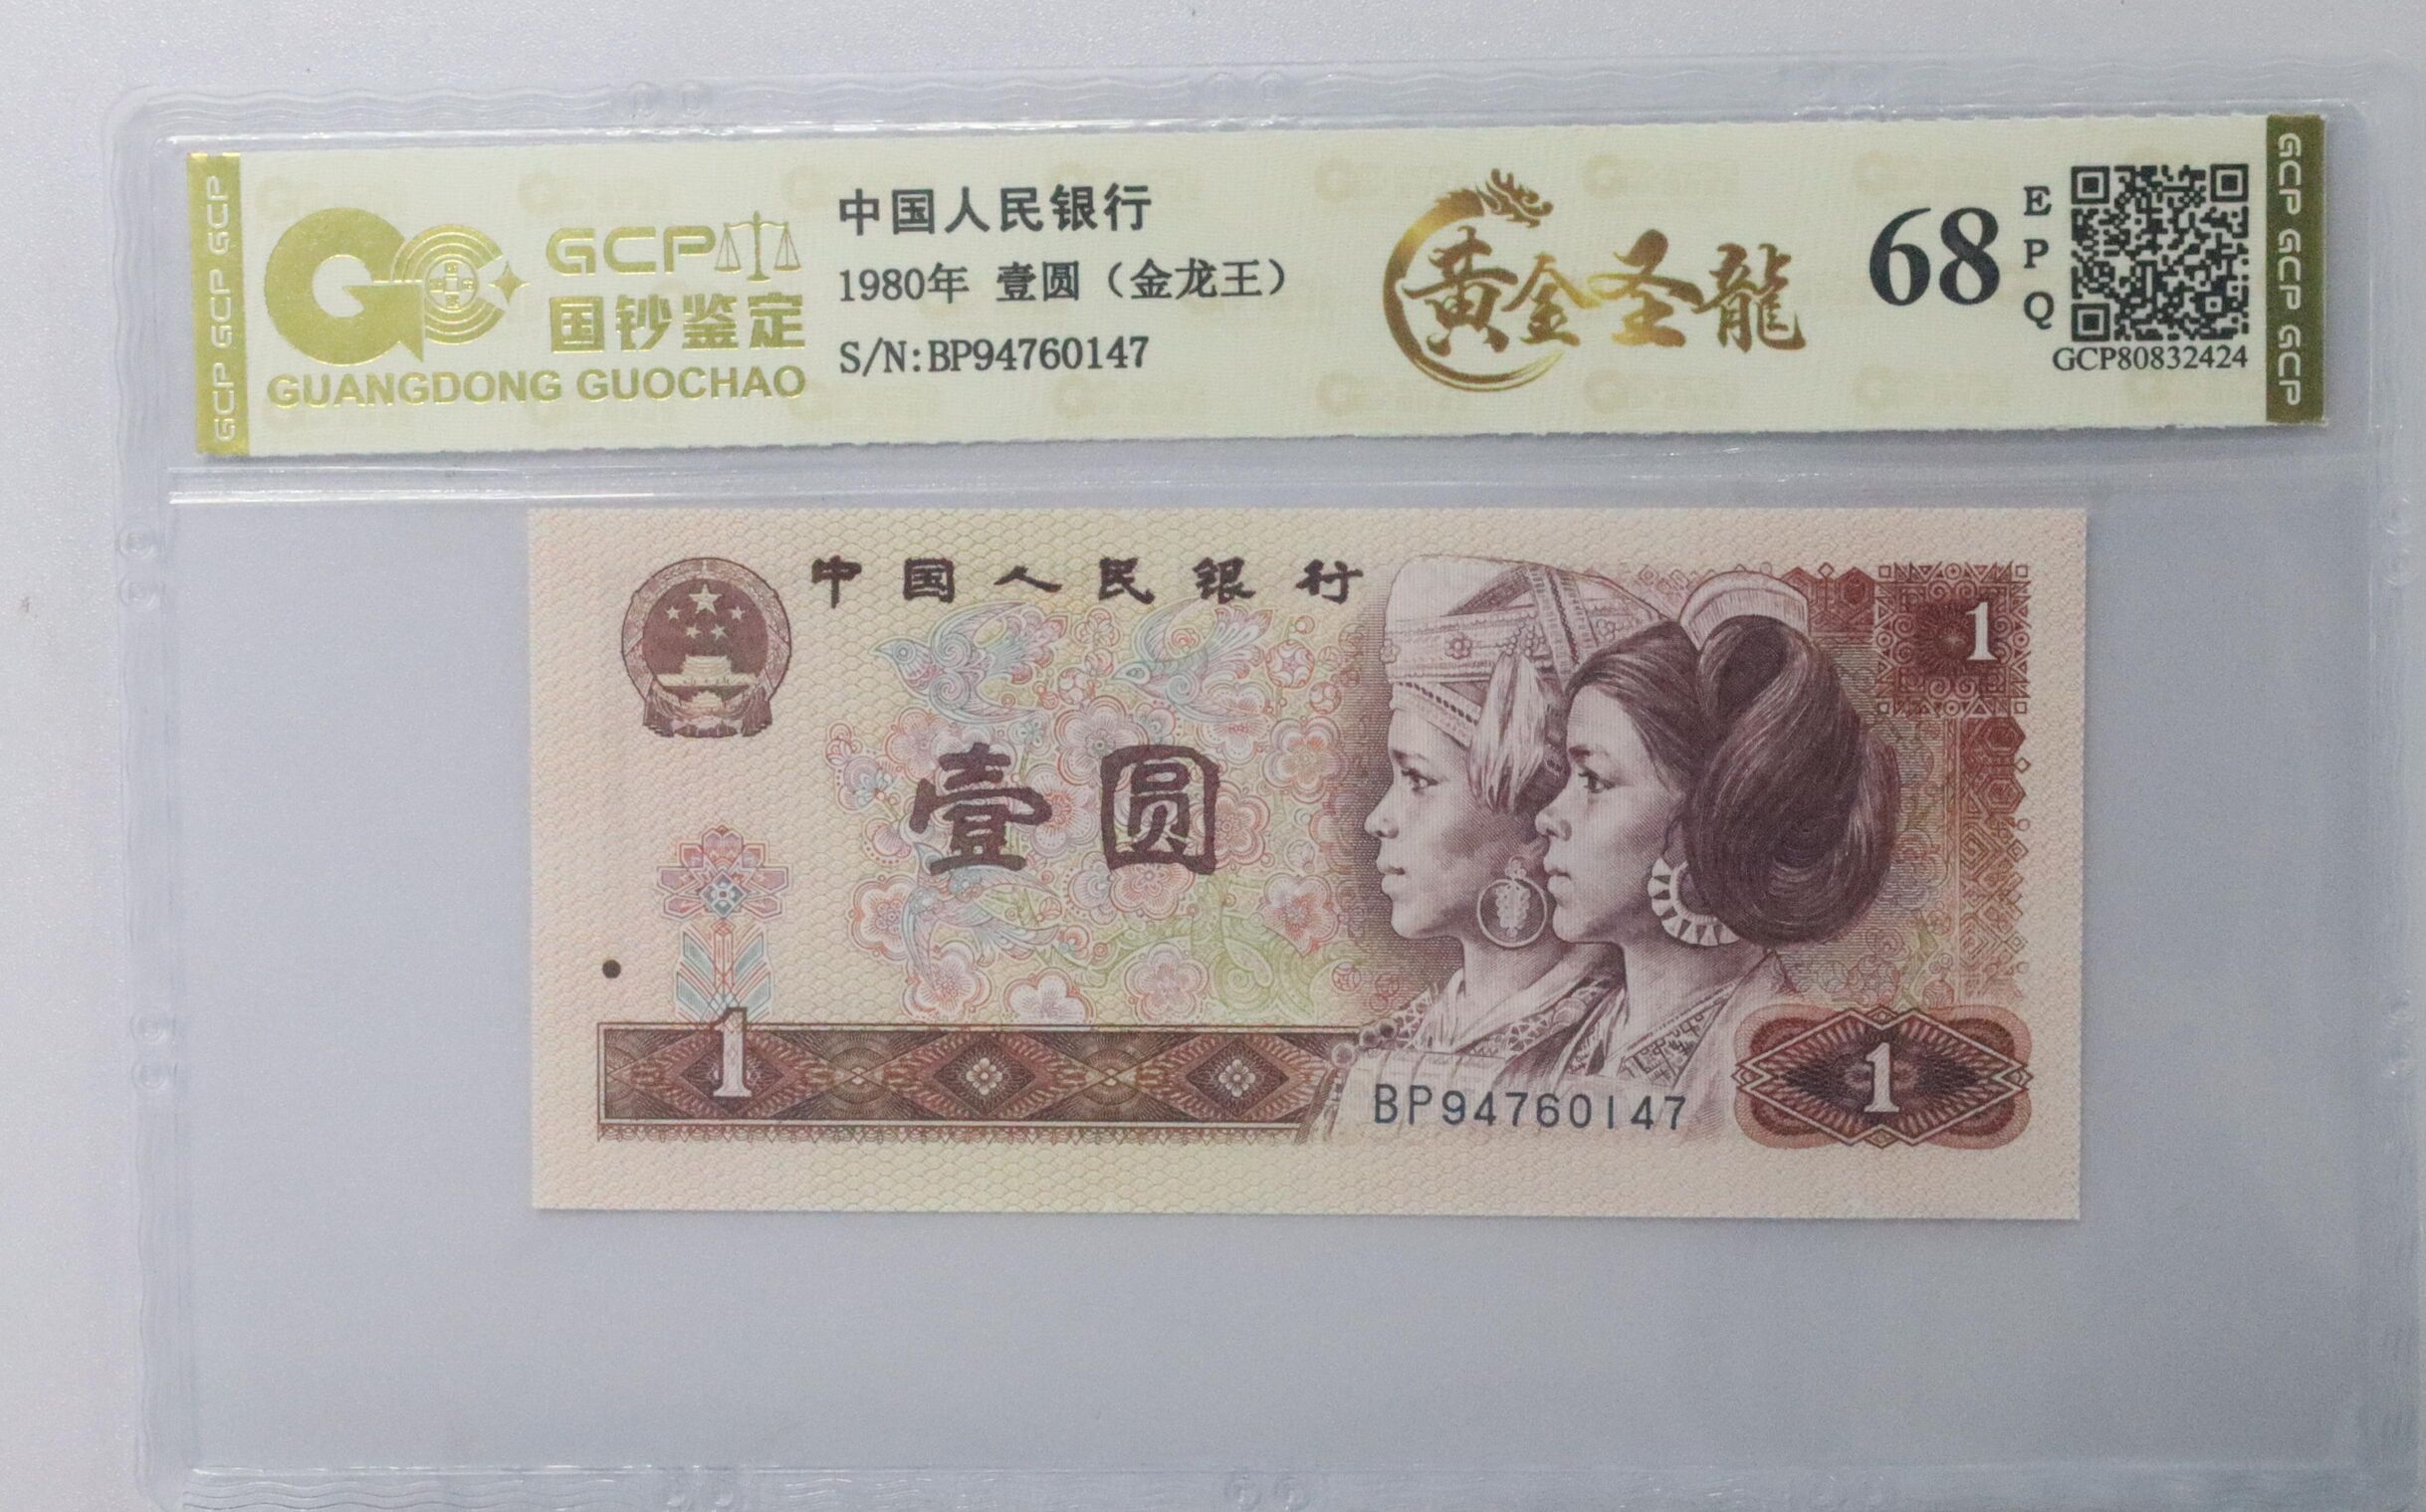 GCP GCP GCP
GCP
国钞鉴定
GUANGDONG GUOCHAO
中国人民银行
1980年 壹圆（金龙王）
S/N:BP94760147
黄金圣龍
68
EPQ
GCP80832424
GCP GCP GCP
中国人民银行
1
壹圆
1
BP94760147
1